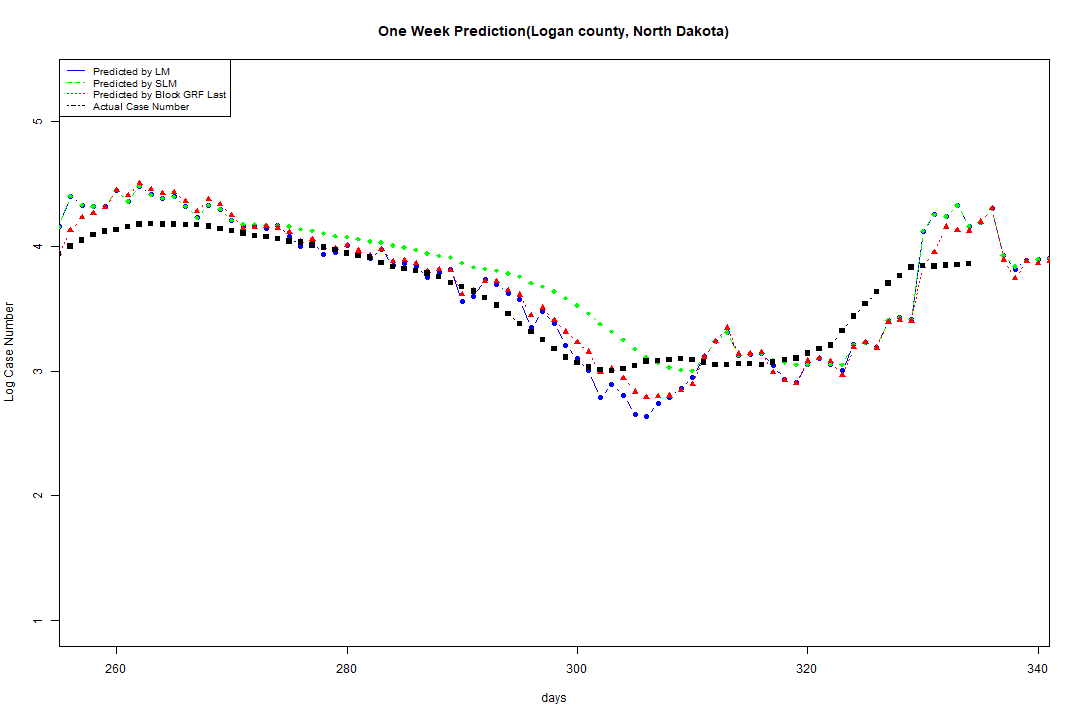 One Week Prediction(Logan county, North Dakota)
Predicted by LM
Predicted by SLM
Predicted by Block GRF Last
Actual Case Number
5
4
3
2
1
Log Case Number
260 280 300 320 340
days